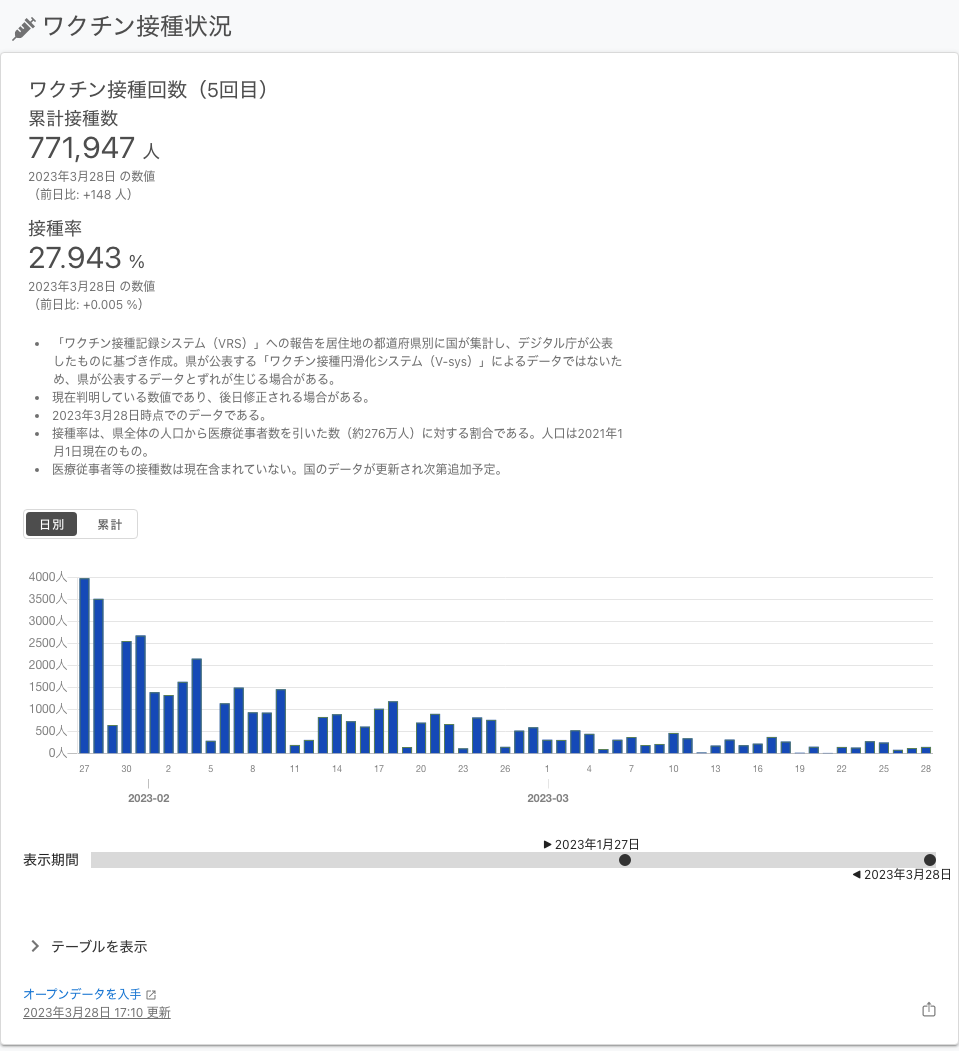 ワクチン接種状況
ワクチン接種回数（5回目）
累計接種数
771,947 人
2023年3月28日 の数値
（前日比: +148 人）
接種率
27.943 %
2023年3月28日 の数値
（前日比: +0.005 %）
• 「ワクチン接種記録システム（VRS）」への報告を居住地の都道府県別に国が集計し、デジタル庁が公表
したものに基づき作成。県が公表する「ワクチン接種円滑化システム（V-sys）」によるデータではないた
め、県が公表するデータとずれが生じる場合がある。
• 現在判明している数値であり、後日修正される場合がある。
• 2023年3月28日時点でのデータである。
• 接種率は、県全体の人口から医療従事者数を引いた数（約276万人）に対する割合である。人口は2021年1
月1日現在のもの。
• 医療従事者等の接種数は現在含まれていない。国のデータが更新され次第追加予定。
日別 累計
4000人
3500人
3000人
2500人
2000人
1500人
1000人
500人
0人
27 30 2 5 8 11 14 17 20 23 26 1 4 7 10 13 16 19 22 25 28
2023-02 2023-03
▶ 2023年1月27日
表示期間
◀ 2023年3月28日
テーブルを表示
オープンデータを入手
2023年3月28日 17:10 更新